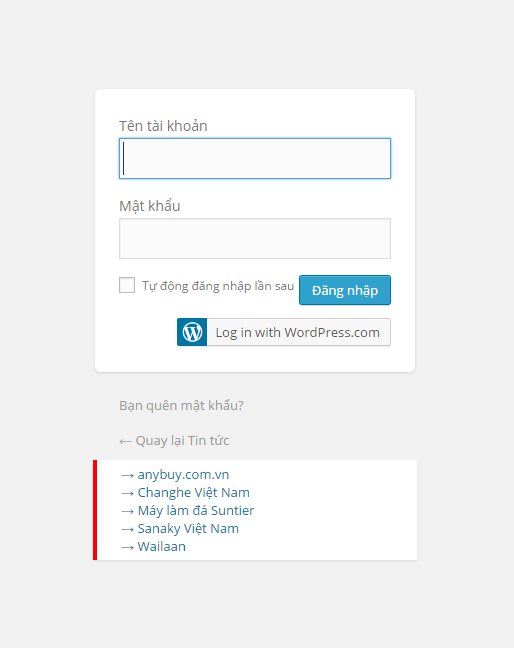 Tên tài khoản
Mật khẩu
Tự động đăng nhập lần sau
Đăng nhập
Log in with WordPress.com
Bạn quên mật khẩu?
← Quay lại Tin tức
→ anybuy.com.vn
→ Changhe Việt Nam
→ Máy làm đá Suntier
→ Sanaky Việt Nam
→ Wailaan